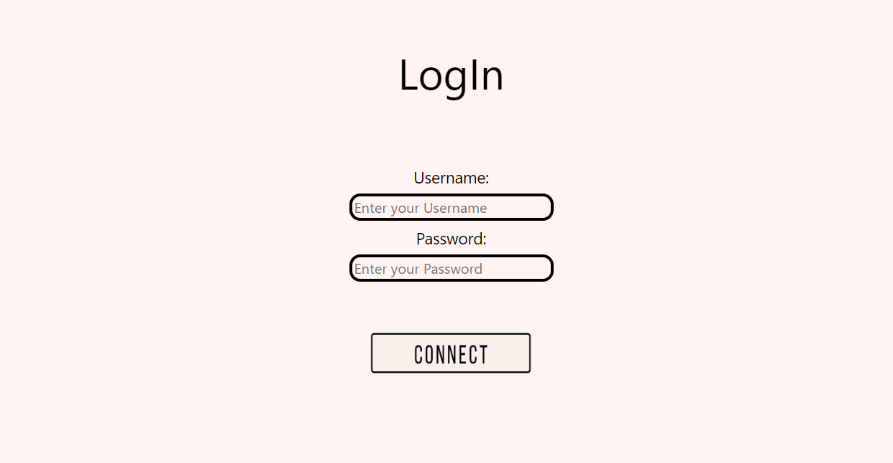 LogIn
Username:
Enter your Username
Password:
Enter your Password
CONNECT